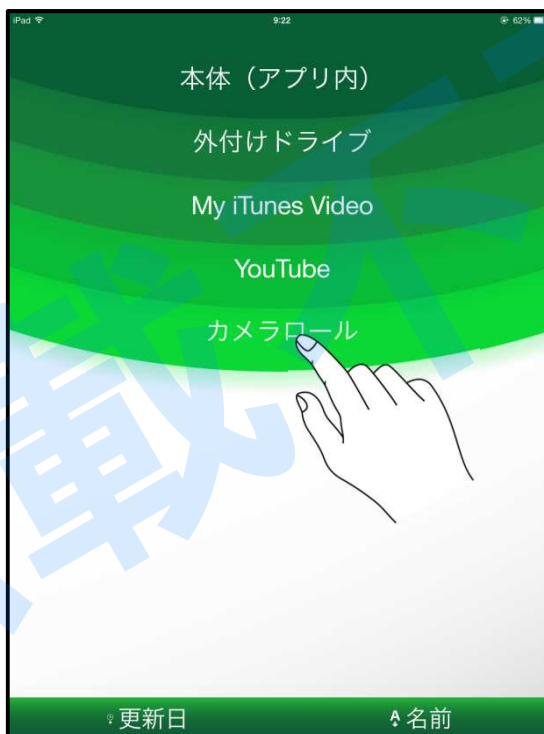 iPad 9:22 62%
本体（アプリ内）
外付けドライブ
My iTunes Video
YouTube
カメラロール
更新日 名前